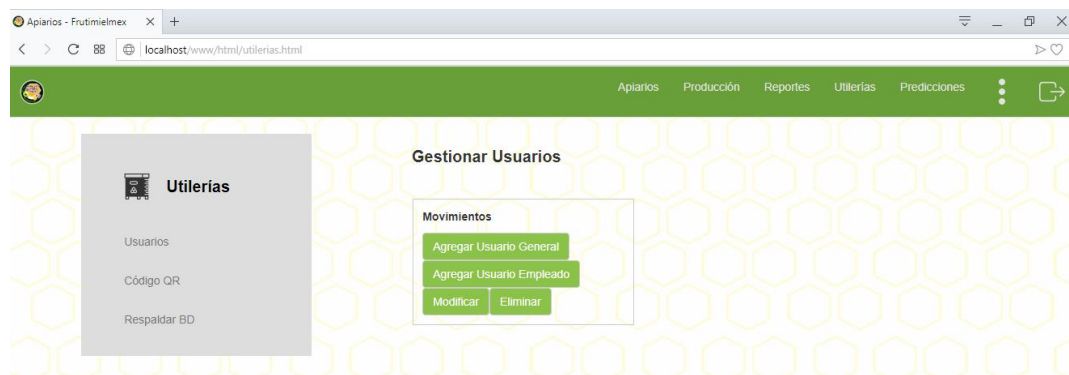 Apiarios - Frutimielmex
localhost/www/html/utilerias.html
Apiarios Producción Reportes Utilerías Predicciones
Utilerías
Usuarios
Código QR
Respaldar BD
Gestionar Usuarios
Movimientos
Agregar Usuario General
Agregar Usuario Empleado
Modificar Eliminar